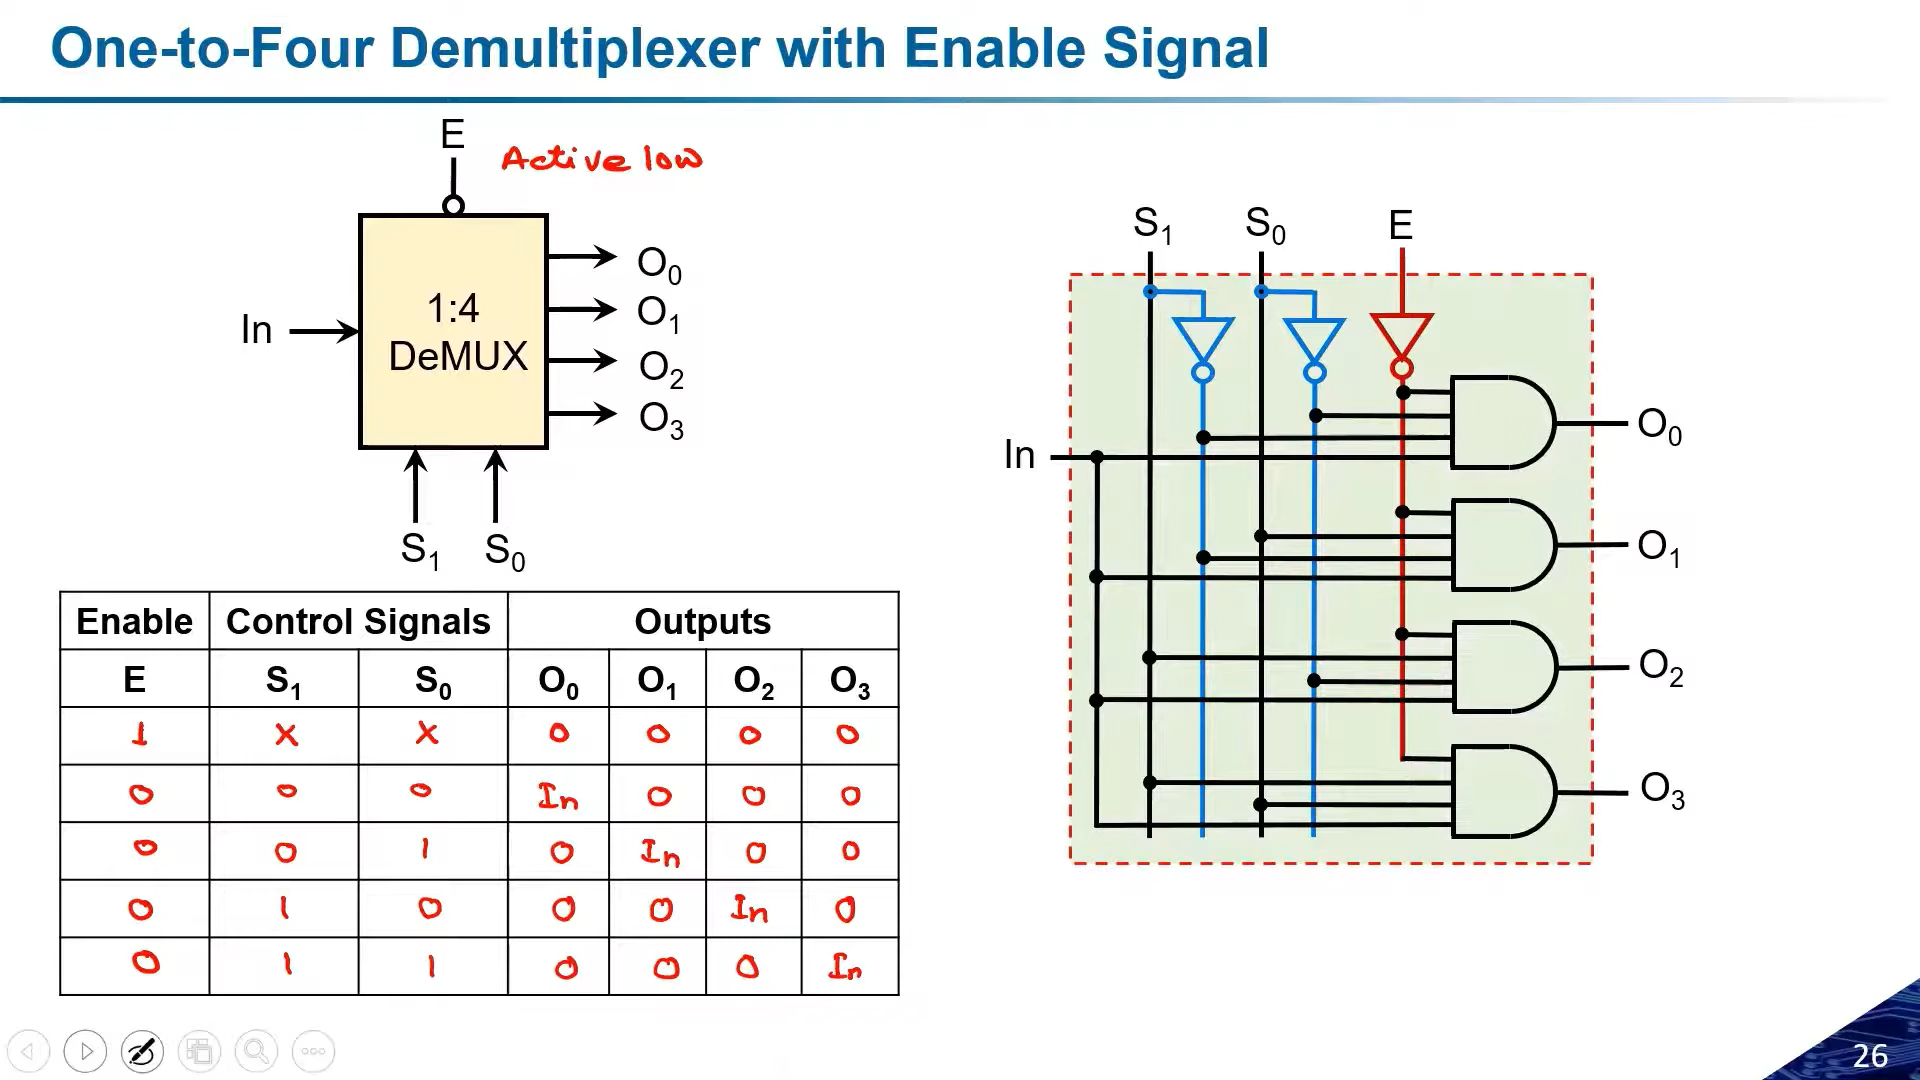 One-to-Four Demultiplexer with Enable Signal
E
Active low
In
1:4
DeMUX
O0
O1
O2
O3
S1 S0
Enable Control Signals Outputs
E S1 S0 O0 O1 O2 O3
1 X X 0 0 0 0
0 0 0 In 0 0 0
0 0 1 0 In 0 0
0 1 0 0 0 In 0
0 1 1 0 0 0 In
S1 S0 E
In
O0
O1
O2
O3
26